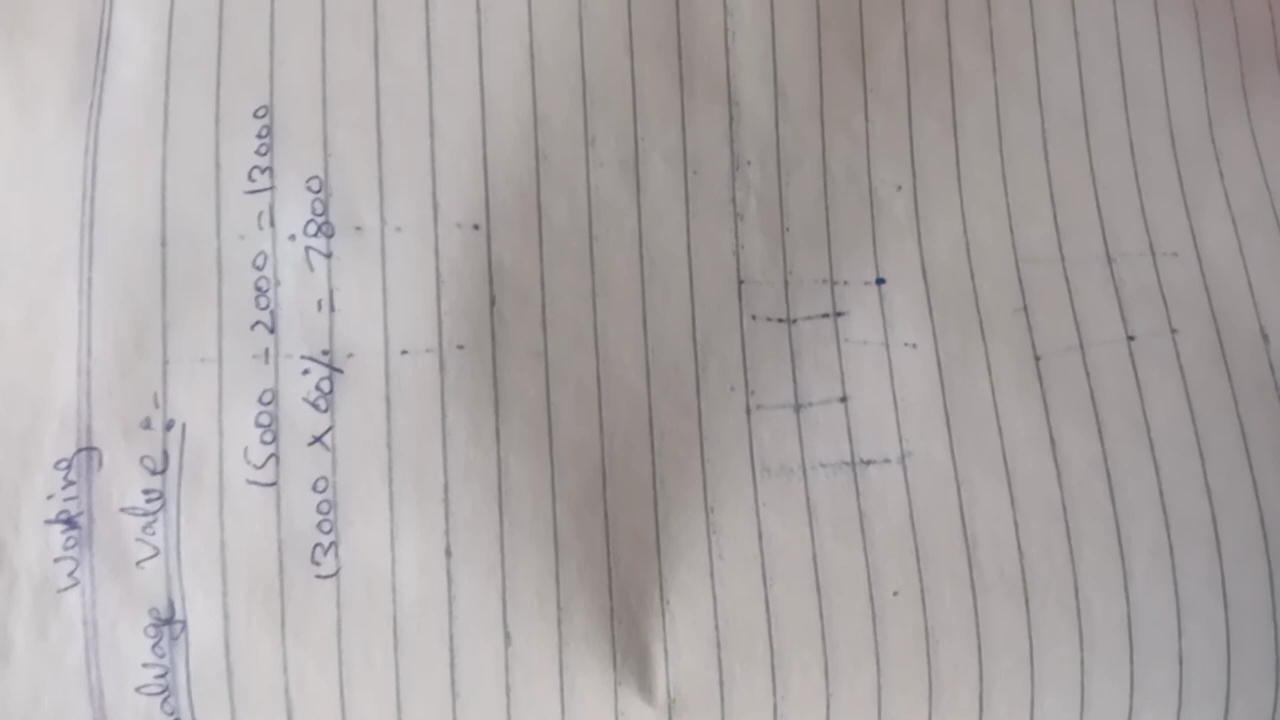 Working
alvage Value :-
15000 - 2000 = 13000
13000 × 60% = 7800